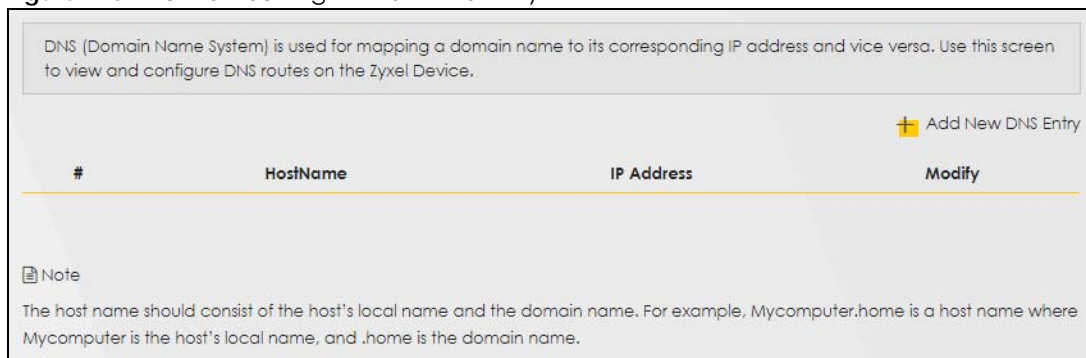 DNS (Domain Name System) is used for mapping a domain name to its corresponding IP address and vice versa. Use this screen
to view and configure DNS routes on the Zyxel Device.
Add New DNS Entry
# HostName IP Address Modify
Note
The host name should consist of the host's local name and the domain name. For example, Mycomputer.home is a host name where
Mycomputer is the host's local name, and .home is the domain name.